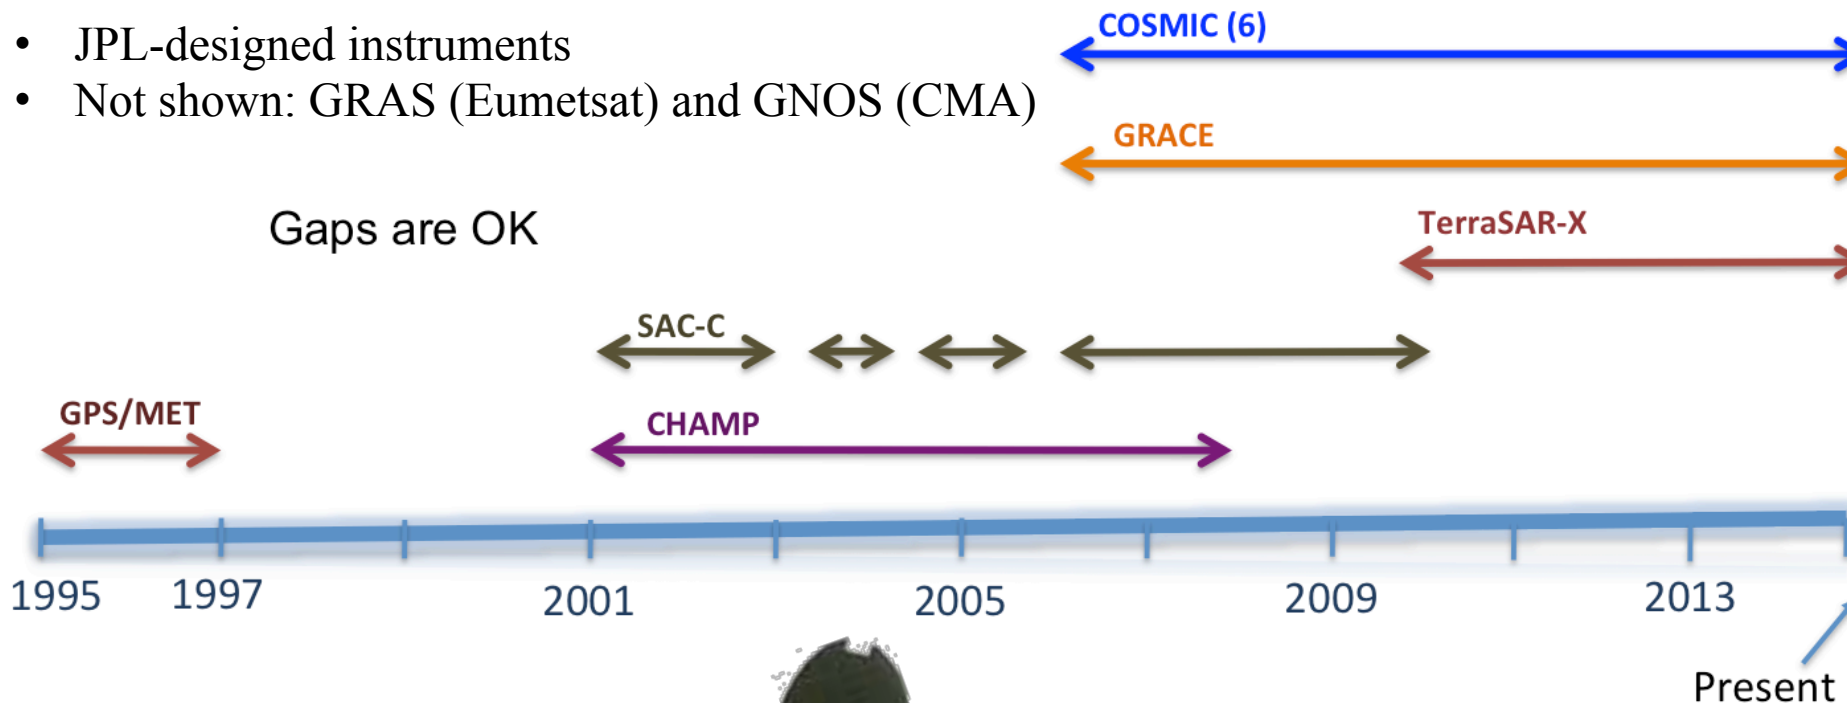 • JPL-designed instruments
• Not shown: GRAS (Eumetsat) and GNOS (CMA)
COSMIC (6)
GRACE
Gaps are OK
TerraSAR-X
SAC-C
GPS/MET
CHAMP
1995 1997 2001 2005 2009 2013
Present